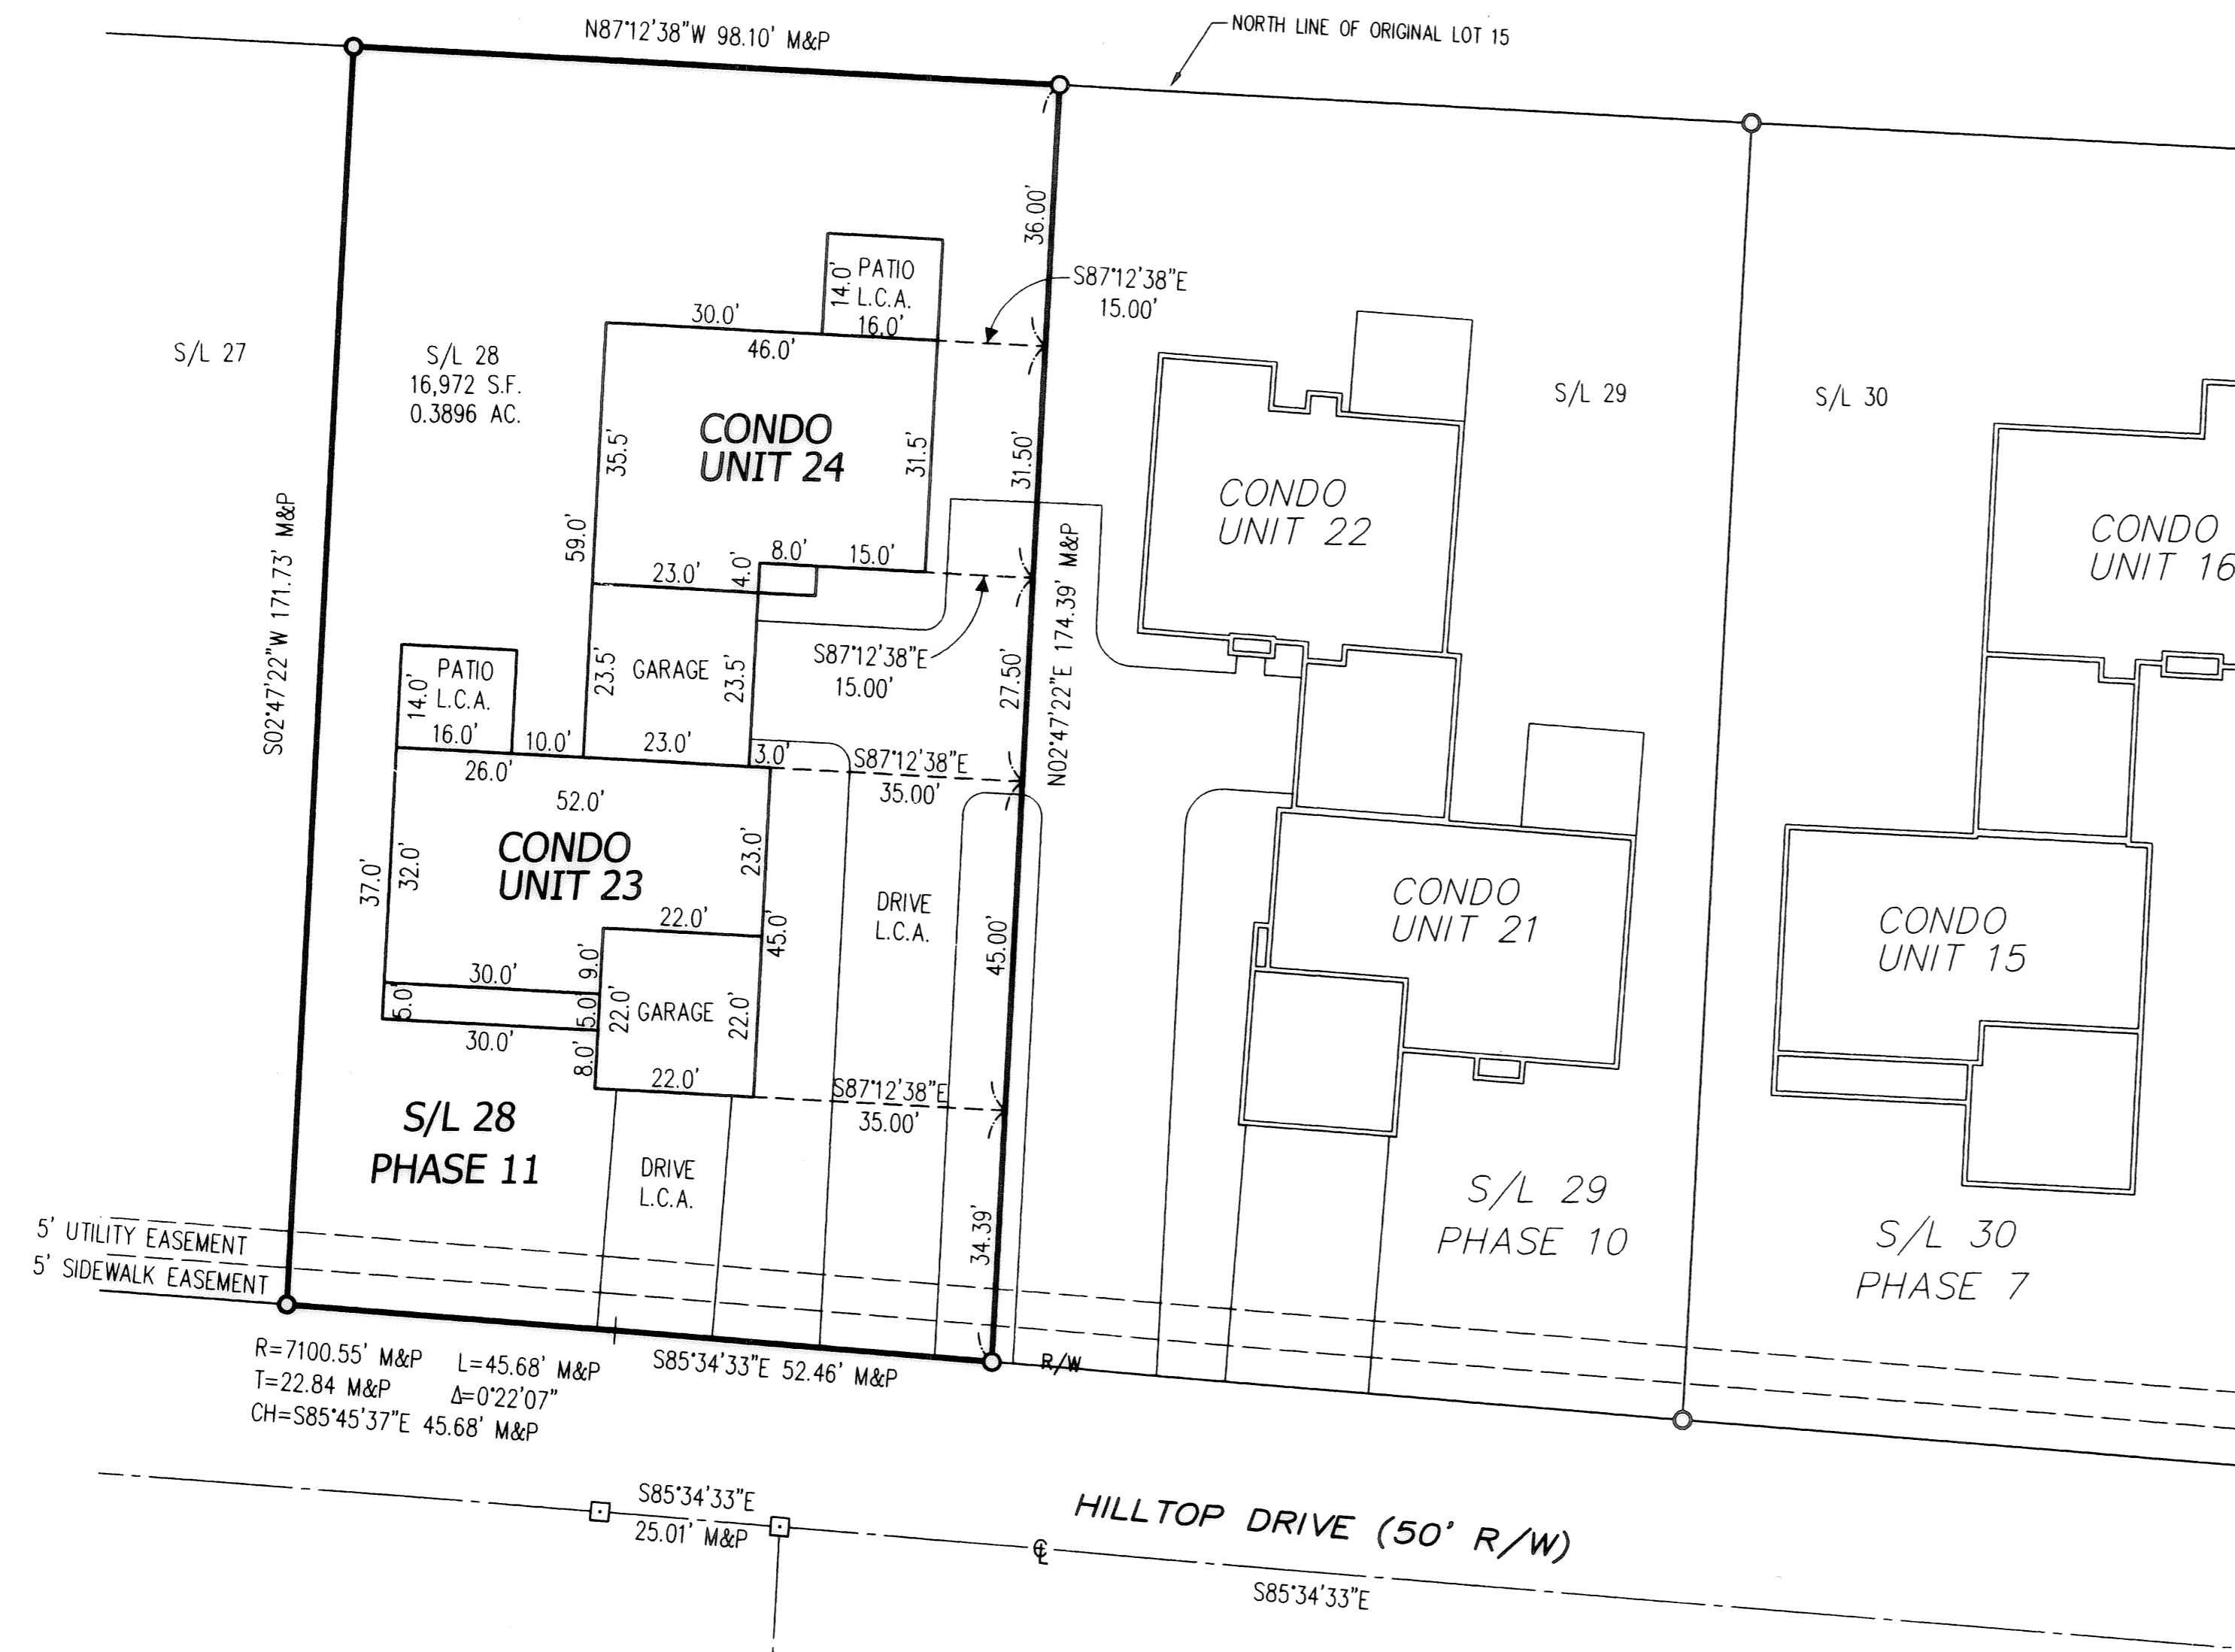 N87°12'38"W 98.10' M&P
NORTH LINE OF ORIGINAL LOT 15
36.00'
S87°12'38"E
15.00'
PATIO
L.C.A.
14.0'
16.0'
30.0'
46.0'
S/L 27
S/L 28
16,972 S.F.
0.3896 AC.
CONDO
UNIT 24
35.5'
31.5'
31.50'
59.0'
8.0'
15.0'
23.0'
4.0'
S/L 29
S/L 30
CONDO
UNIT 22
CONDO
UNIT 16
S02°47'22"W 171.73' M&P
N02°47'22"E 174.39' M&P
23.5'
GARAGE
23.5'
S87°12'38"E
15.00'
27.50'
PATIO
L.C.A.
14.0'
16.0'
10.0'
23.0'
3.0'
26.0'
52.0'
S87°12'38"E
35.00'
CONDO
UNIT 23
37.0'
32.0'
23.0'
22.0'
45.0'
DRIVE
L.C.A.
45.00'
CONDO
UNIT 21
CONDO
UNIT 15
30.0'
9.0'
5.0'
5.0'
22.0'
GARAGE
22.0'
30.0'
8.0'
22.0'
S87°12'38"E
35.00'
S/L 28
PHASE 11
DRIVE
L.C.A.
34.39'
S/L 29
PHASE 10
S/L 30
PHASE 7
5' UTILITY EASEMENT
5' SIDEWALK EASEMENT
R=7100.55' M&P L=45.68' M&P
T=22.84 M&P Δ=0°22'07"
CH=S85°45'37"E 45.68' M&P
S85°34'33"E 52.46' M&P
R/W
S85°34'33"E
25.01' M&P
℄
HILLTOP DRIVE (50' R/W)
S85°34'33"E